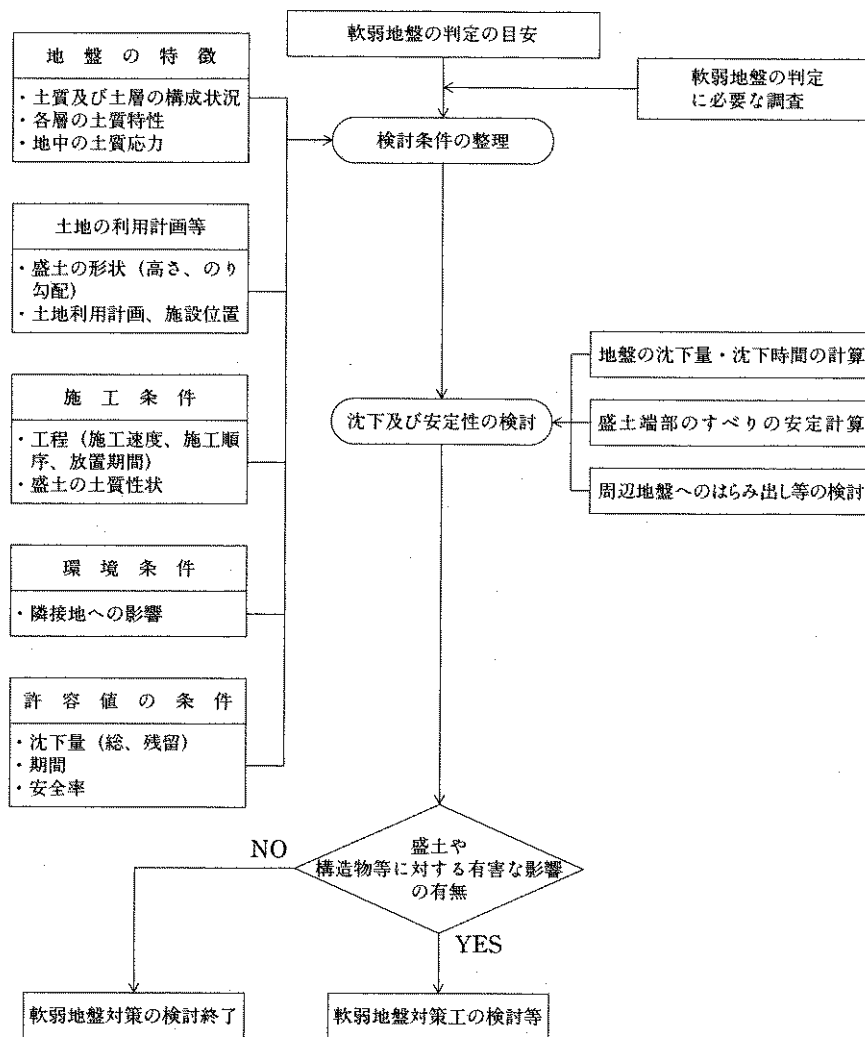 軟弱地盤の判定の目安
軟弱地盤の判定
に必要な調査
検討条件の整理
地盤の特徴
・土質及び土層の構成状況
・各層の土質特性
・地中の土質応力
土地の利用計画等
・盛土の形状（高さ、のり
勾配）
・土地利用計画、施設位置
施工条件
・工程（施工速度、施工順
序、放置期間）
・盛土の土質性状
環境条件
・隣接地への影響
許容値の条件
・沈下量（総、残留）
・期間
・安全率
沈下及び安定性の検討
地盤の沈下量・沈下時間の計算
盛土端部のすべりの安定計算
周辺地盤へのはらみ出し等の検討
盛土や
構造物等に対する有害な影響
の有無
NO
YES
軟弱地盤対策の検討終了
軟弱地盤対策工の検討等